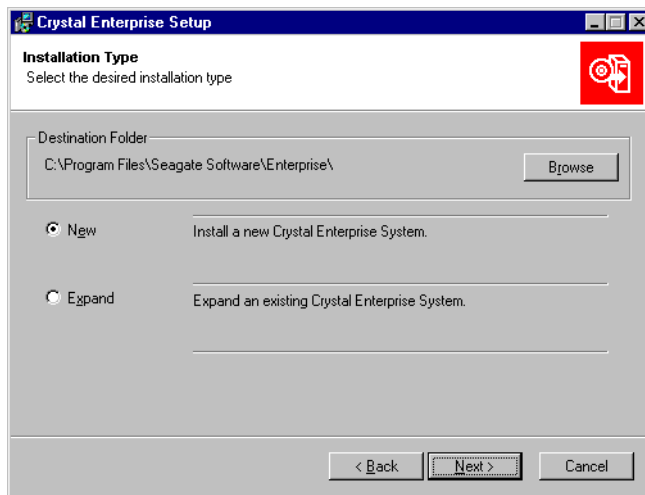 Crystal Enterprise Setup
Installation Type
Select the desired installation type
Destination Folder
C:\Program Files\Seagate Software\Enterprise\
Browse
New
Install a new Crystal Enterprise System.
Expand
Expand an existing Crystal Enterprise System.
< Back
Next >
Cancel